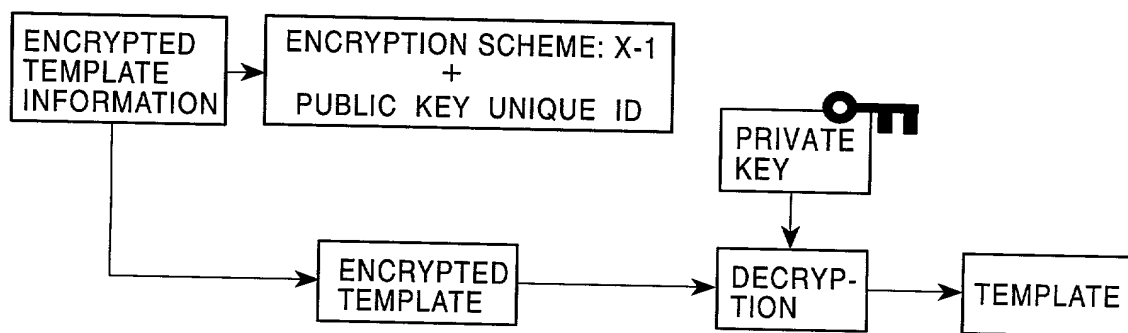 ENCRYPTED
TEMPLATE
INFORMATION
ENCRYPTION SCHEME: X-1
+
PUBLIC KEY UNIQUE ID
PRIVATE
KEY
ENCRYPTED
TEMPLATE
DECRYP-
TION
TEMPLATE